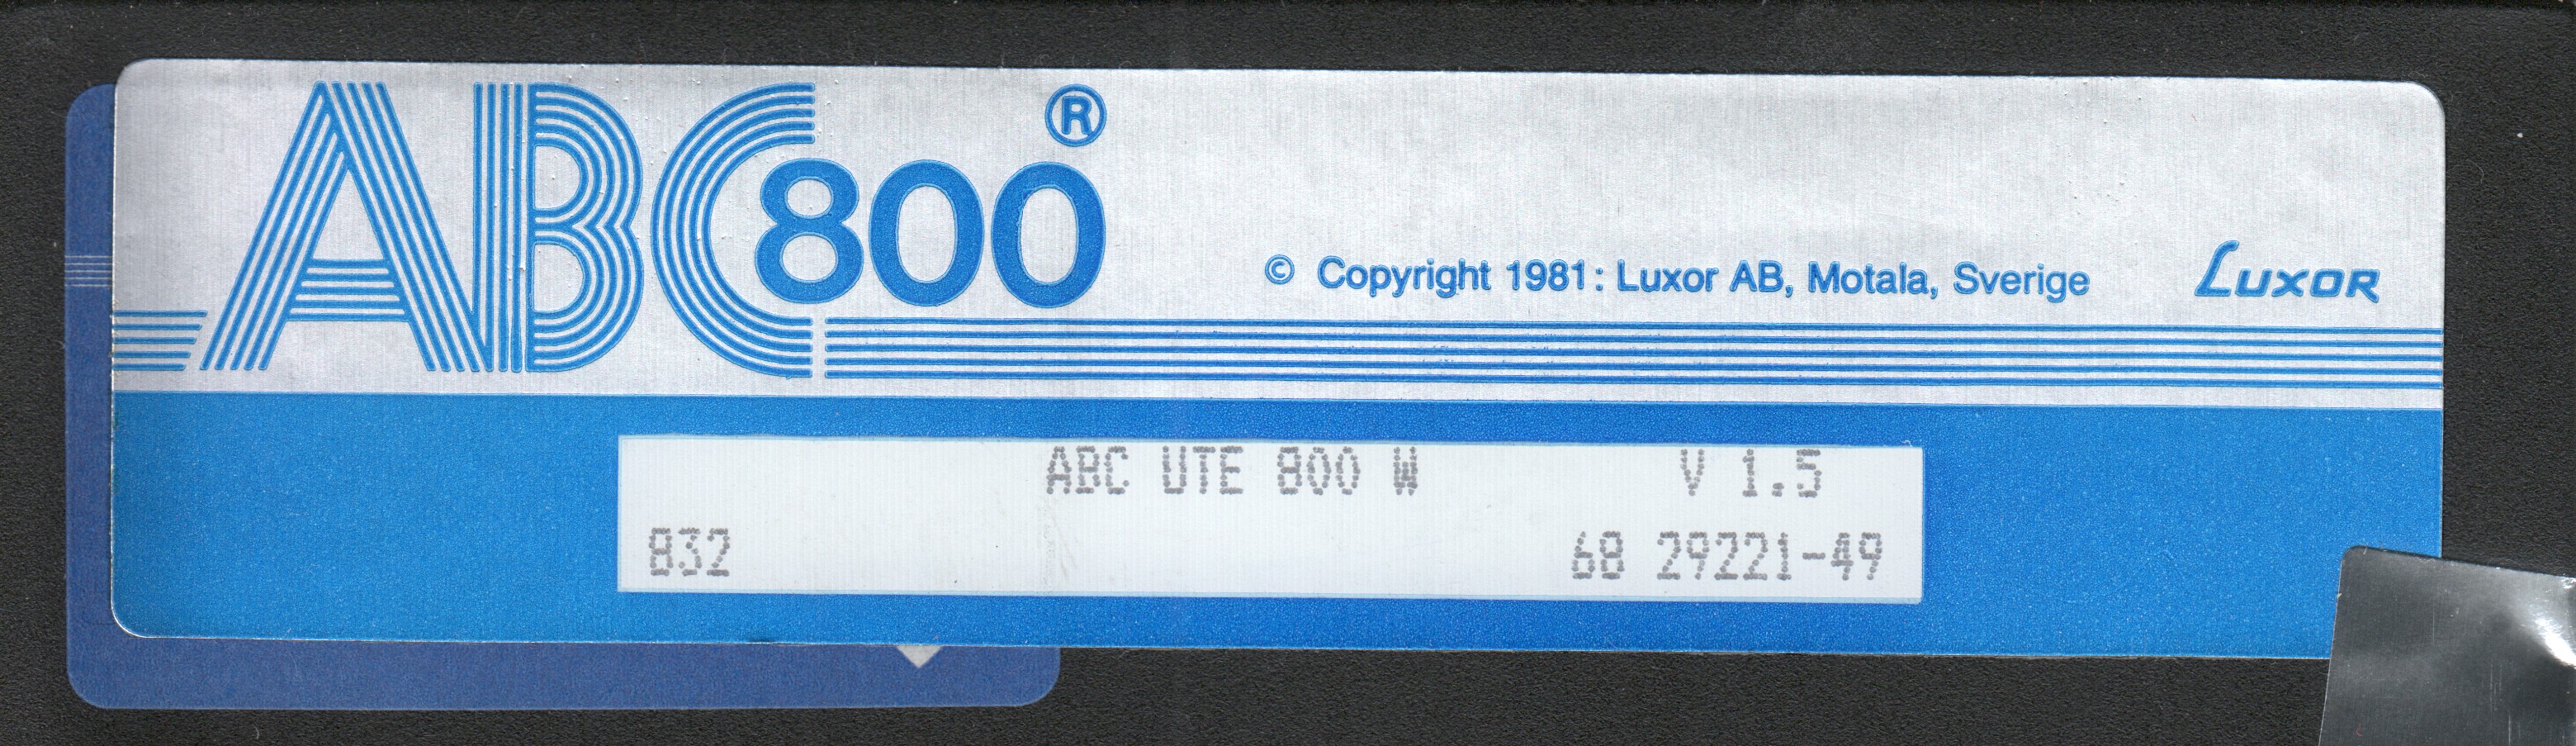 ABC800®
© Copyright 1981: Luxor AB, Motala, Sverige LUXOR
ABC UTE 800 W V 1.5
832 68 29221-49